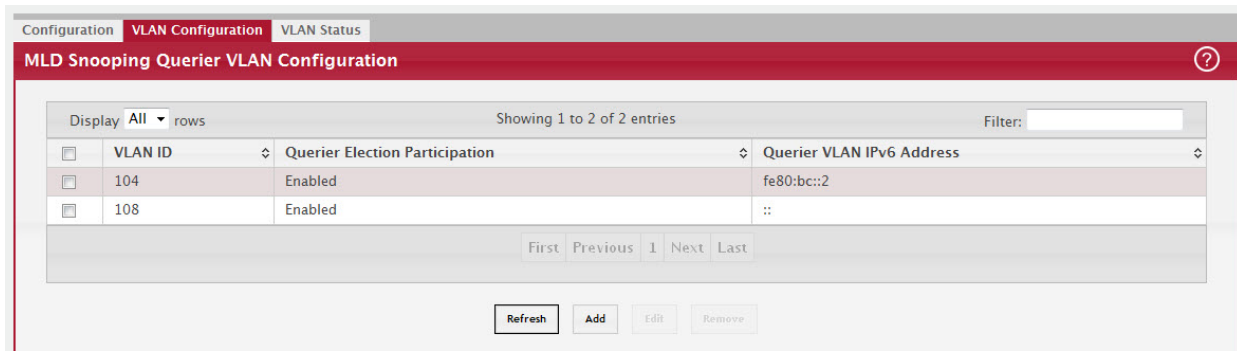 Configuration VLAN Configuration VLAN Status
MLD Snooping Querier VLAN Configuration ?
Display All rows Showing 1 to 2 of 2 entries Filter:
VLAN ID Querier Election Participation Querier VLAN IPv6 Address
104 Enabled fe80:bc::2
108 Enabled ::
First Previous 1 Next Last
Refresh Add Edit Remove